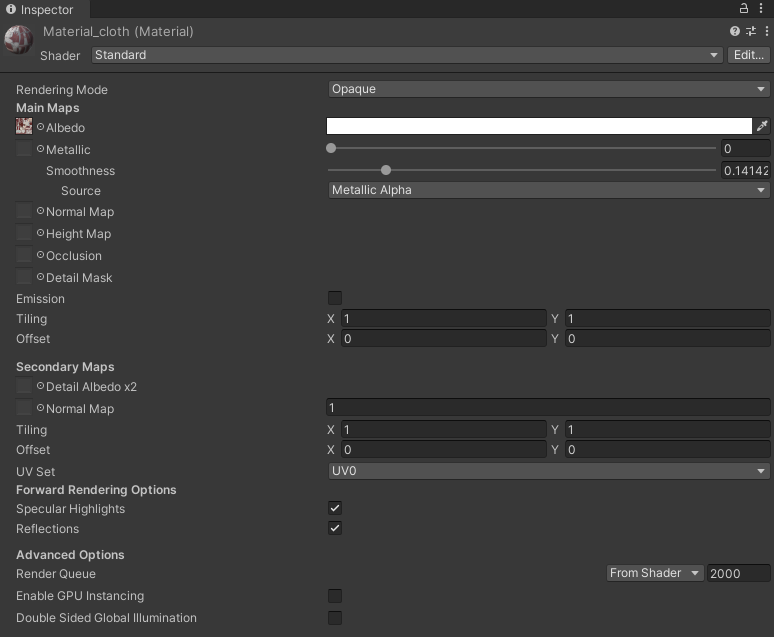 Inspector
Material_cloth (Material)
Shader Standard Edit...
Rendering Mode Opaque
Main Maps
Albedo
Metallic 0
Smoothness 0.14142
Source Metallic Alpha
Normal Map
Height Map
Occlusion
Detail Mask
Emission
Tiling X 1 Y 1
Offset X 0 Y 0
Secondary Maps
Detail Albedo x2
Normal Map 1
Tiling X 1 Y 1
Offset X 0 Y 0
UV Set UV0
Forward Rendering Options
Specular Highlights
Reflections
Advanced Options
Render Queue From Shader 2000
Enable GPU Instancing
Double Sided Global Illumination